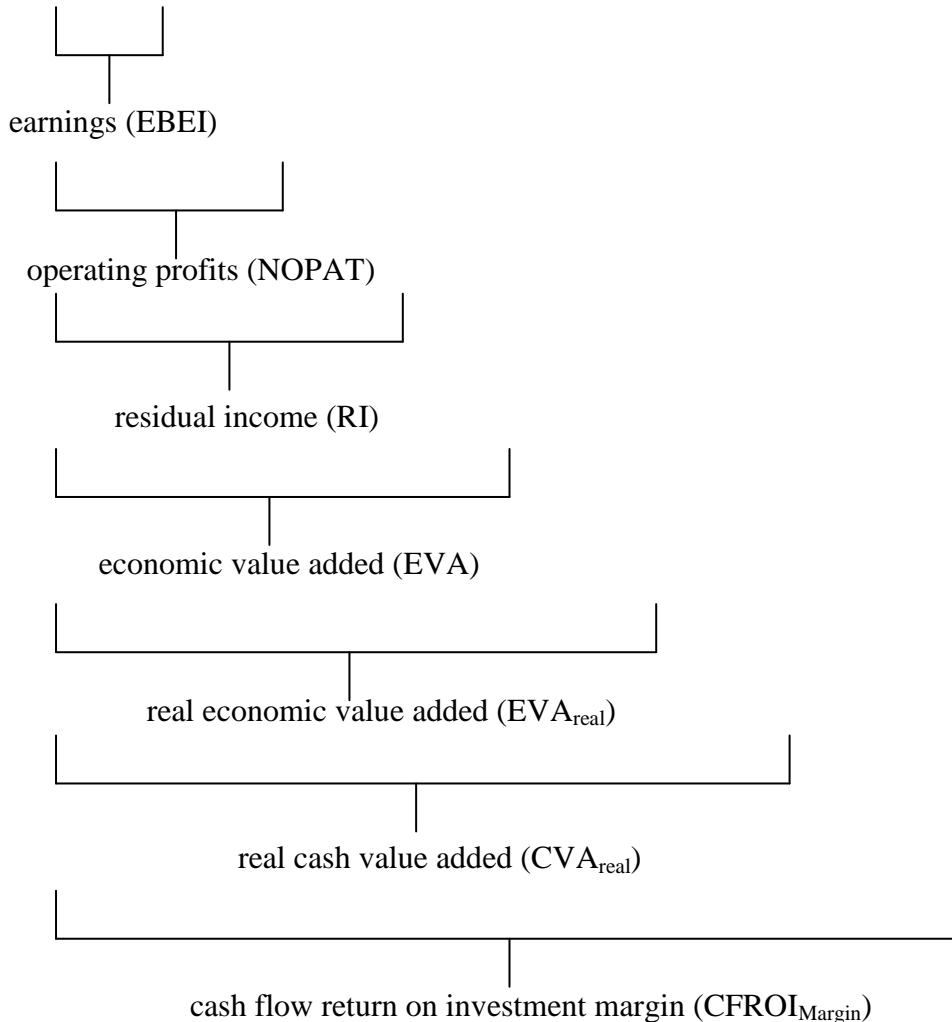 earnings (EBEI)
operating profits (NOPAT)
residual income (RI)
economic value added (EVA)
real economic value added (EVAreal)
real cash value added (CVAreal)
cash flow return on investment margin (CFROIMargin)